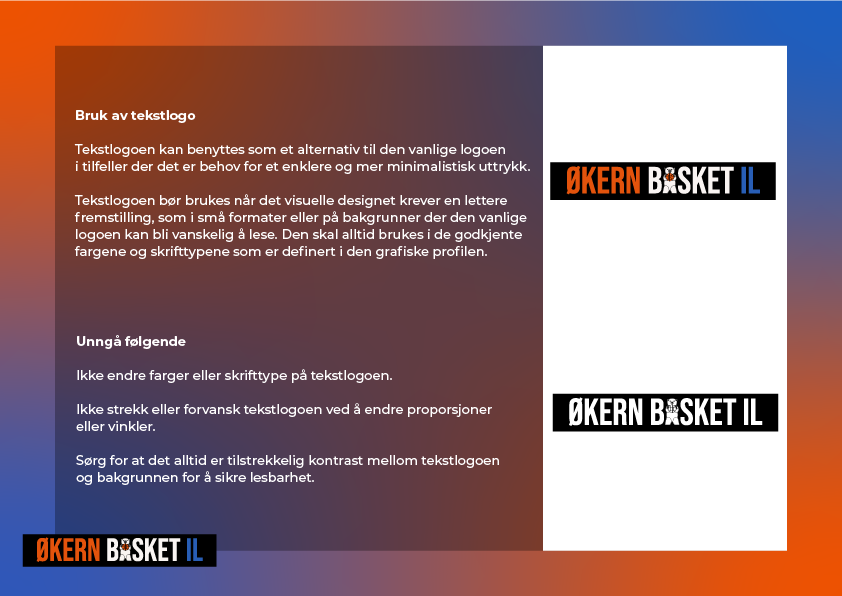 Bruk av tekstlogo
Tekstlogoen kan benyttes som et alternativ til den vanlige logoen
i tilfeller der det er behov for et enklere og mer minimalistisk uttrykk.
Tekstlogoen bør brukes når det visuelle designet krever en lettere
fremstilling, som i små formater eller på bakgrunner der den vanlige
logoen kan bli vanskelig å lese. Den skal alltid brukes i de godkjente
fargene og skrifttypene som er definert i den grafiske profilen.
Unngå følgende
Ikke endre farger eller skrifttype på tekstlogoen.
Ikke strekk eller forvansk tekstlogoen ved å endre proporsjoner
eller vinkler.
Sørg for at det alltid er tilstrekkelig kontrast mellom tekstlogoen
og bakgrunnen for å sikre lesbarhet.
ØKERN BASKET IL
ØKERN BASKET IL
ØKERN BASKET IL